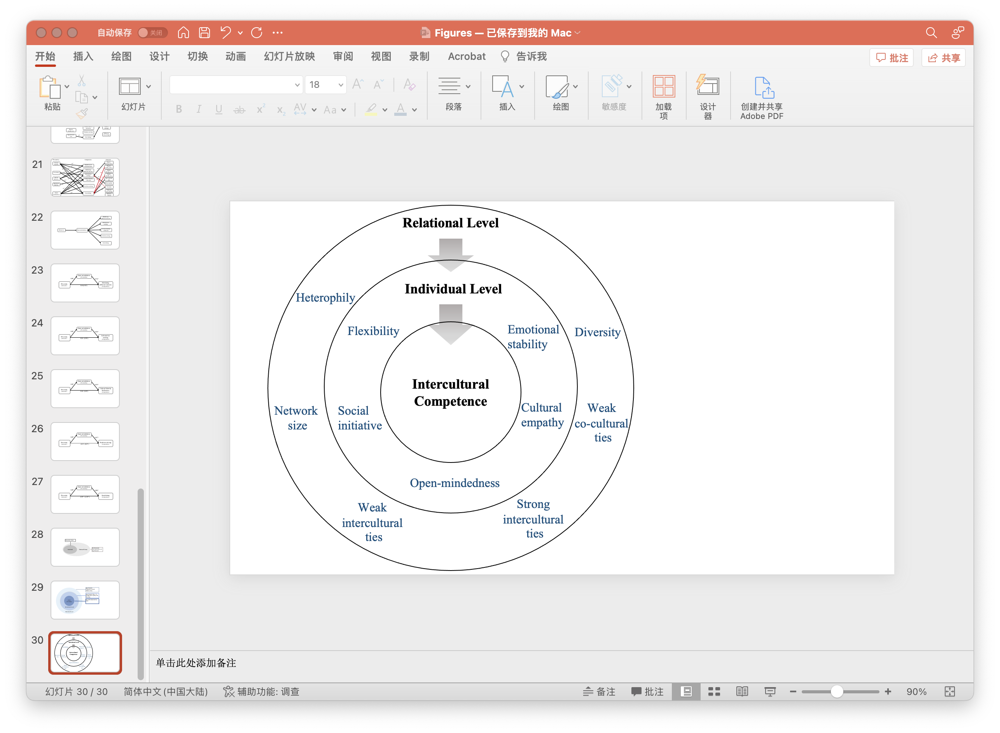 自动保存 关闭
Figures — 已保存到我的 Mac
开始 插入 绘图 设计 切换 动画 幻灯片放映 审阅 视图 录制 Acrobat 告诉我
批注 共享
粘贴
幻灯片
18
B I U ab x² x₂ AV Aa A
段落
插入
绘图
敏感度
加载
项
设计
器
创建并共享
Adobe PDF
21
22
23
24
25
26
27
28
29
30
Relational Level
Individual Level
Heterophily
Flexibility
Emotional
stability
Diversity
Intercultural
Competence
Network
size
Social
initiative
Cultural
empathy
Weak
co-cultural
ties
Open-mindedness
Weak
intercultural
ties
Strong
intercultural
ties
单击此处添加备注
幻灯片 30 / 30 简体中文 (中国大陆) 辅助功能: 调查
备注 批注 90%